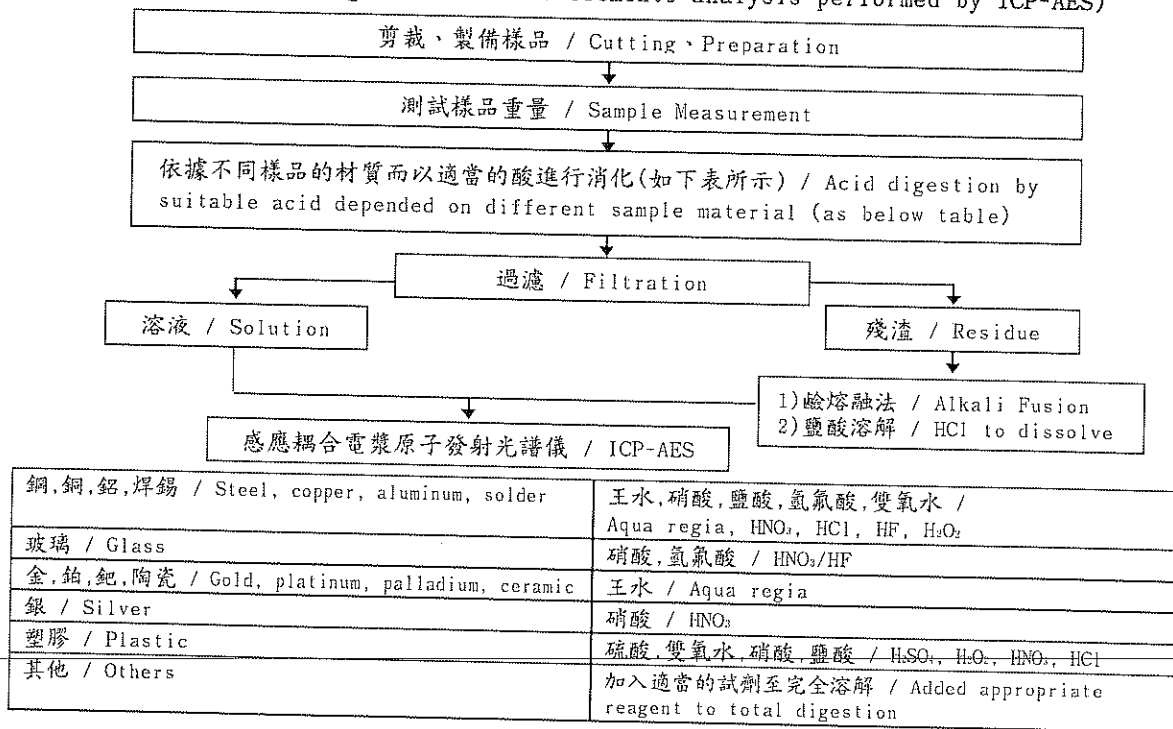 elements analysis performed by ICP-AES)
剪裁、製備樣品 / Cutting、Preparation
測試樣品重量 / Sample Measurement
依據不同樣品的材質而以適當的酸進行消化(如下表所示) / Acid digestion by
suitable acid depended on different sample material (as below table)
過濾 / Filtration
溶液 / Solution
殘渣 / Residue
1)鹼熔融法 / Alkali Fusion
2)鹽酸溶解 / HCl to dissolve
感應耦合電漿原子發射光譜儀 / ICP-AES
鋼,銅,鋁,焊錫 / Steel, copper, aluminum, solder
王水,硝酸,鹽酸,氫氟酸,雙氧水 /
Aqua regia, HNO₃, HCl, HF, H₂O₂
玻璃 / Glass
硝酸,氫氟酸 / HNO₃/HF
金,鉑,鈀,陶瓷 / Gold, platinum, palladium, ceramic
王水 / Aqua regia
銀 / Silver
硝酸 / HNO₃
塑膠 / Plastic
硫酸,雙氧水,硝酸,鹽酸 / H₂SO₄, H₂O₂, HNO₃, HCl
其他 / Others
加入適當的試劑至完全溶解 / Added appropriate
reagent to total digestion